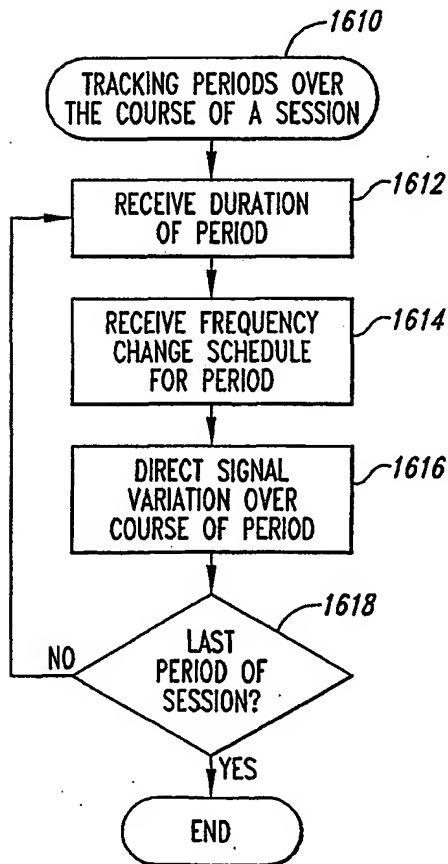 1610
TRACKING PERIODS OVER
THE COURSE OF A SESSION
1612
RECEIVE DURATION
OF PERIOD
1614
RECEIVE FREQUENCY
CHANGE SCHEDULE
FOR PERIOD
1616
DIRECT SIGNAL
VARIATION OVER
COURSE OF PERIOD
1618
LAST
PERIOD OF
SESSION?
NO
YES
END